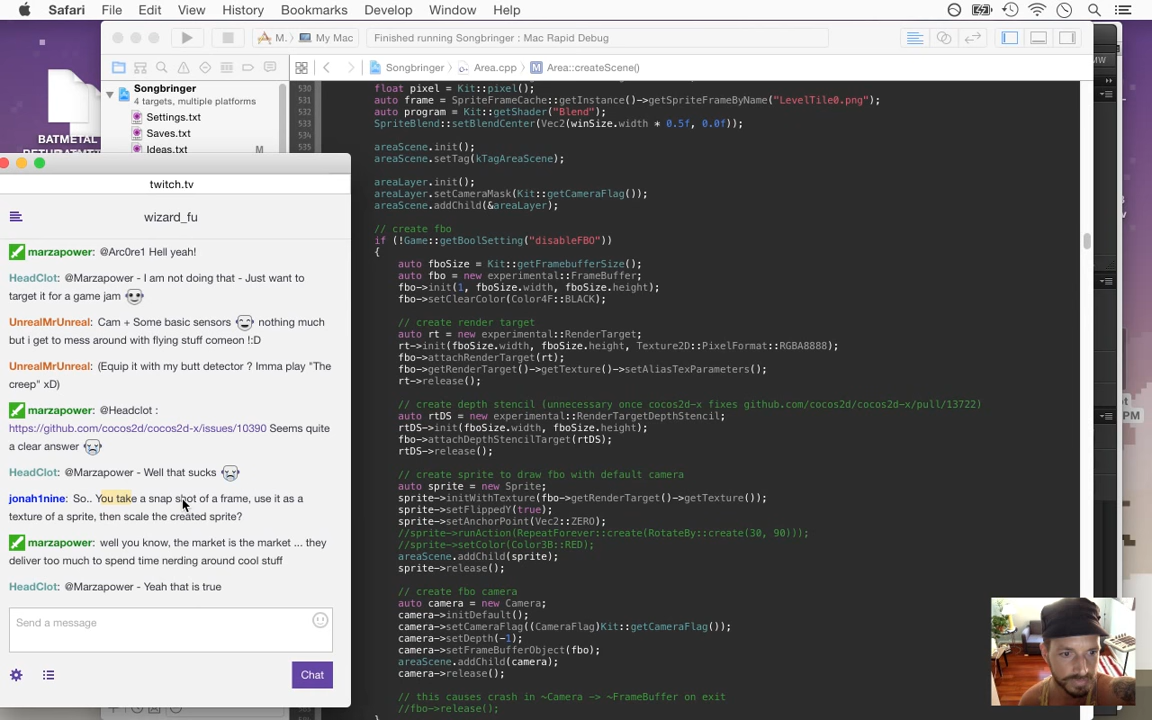 Safari File Edit View History Bookmarks Develop Window Help
M. My Mac Finished running Songbringer : Mac Rapid Debug
Songbringer Area.cpp M Area::createScene()
Songbringer
4 targets, multiple platforms
Settings.txt
Saves.txt
Ideas.txt M
BATMETAL
twitch.tv
wizard_fu
marzapower: @Arc0re1 Hell yeah!
HeadClot: @Marzapower - I am not doing that - Just want to
target it for a game jam
UnrealMrUnreal: Cam + Some basic sensors nothing much
but i get to mess around with flying stuff comeon !:D
UnrealMrUnreal: (Equip it with my butt detector ? Imma play "The
creep" xD)
marzapower: @Headclot :
https://github.com/cocos2d/cocos2d-x/issues/10390 Seems quite
a clear answer
HeadClot: @Marzapower - Well that sucks
jonah1nine: So.. You take a snap shot of a frame, use it as a
texture of a sprite, then scale the created sprite?
marzapower: well you know, the market is the market ... they
deliver too much to spend time nerding around cool stuff
HeadClot: @Marzapower - Yeah that is true
Send a message
Chat
530 float pixel = Kit::pixel();
531 auto frame = SpriteFrameCache::getInstance()->getSpriteFrameByName("LevelTile0.png");
532 auto program = Kit::getShader("Blend");
533 SpriteBlend::setBlendCenter(Vec2(winSize.width * 0.5f, 0.0f));
534
535 areaScene.init();
areaScene.setTag(kTagAreaScene);
areaLayer.init();
areaLayer.setCameraMask(Kit::getCameraFlag());
areaScene.addChild(&areaLayer);
// create fbo
if (!Game::getBoolSetting("disableFBO"))
{
auto fboSize = Kit::getFramebufferSize();
auto fbo = new experimental::FrameBuffer;
fbo->init(1, fboSize.width, fboSize.height);
fbo->setClearColor(Color4F::BLACK);
// create render target
auto rt = new experimental::RenderTarget;
rt->init(fboSize.width, fboSize.height, Texture2D::PixelFormat::RGBA8888);
fbo->attachRenderTarget(rt);
fbo->getRenderTarget()->getTexture()->setAliasTexParameters();
rt->release();
// create depth stencil (unnecessary once cocos2d-x fixes github.com/cocos2d/cocos2d-x/pull/13722)
auto rtDS = new experimental::RenderTargetDepthStencil;
rtDS->init(fboSize.width, fboSize.height);
fbo->attachDepthStencilTarget(rtDS);
rtDS->release();
// create sprite to draw fbo with default camera
auto sprite = new Sprite;
sprite->initWithTexture(fbo->getRenderTarget()->getTexture());
sprite->setFlippedY(true);
sprite->setAnchorPoint(Vec2::ZERO);
//sprite->runAction(RepeatForever::create(RotateBy::create(30, 90)));
//sprite->setColor(Color3B::RED);
areaScene.addChild(sprite);
sprite->release();
// create fbo camera
auto camera = new Camera;
camera->initDefault();
camera->setCameraFlag((CameraFlag)Kit::getCameraFlag());
camera->setDepth(-1);
camera->setFrameBufferObject(fbo);
areaScene.addChild(camera);
camera->release();
// this causes crash in ~Camera -> ~FrameBuffer on exit
//fbo->release();
MW
PM